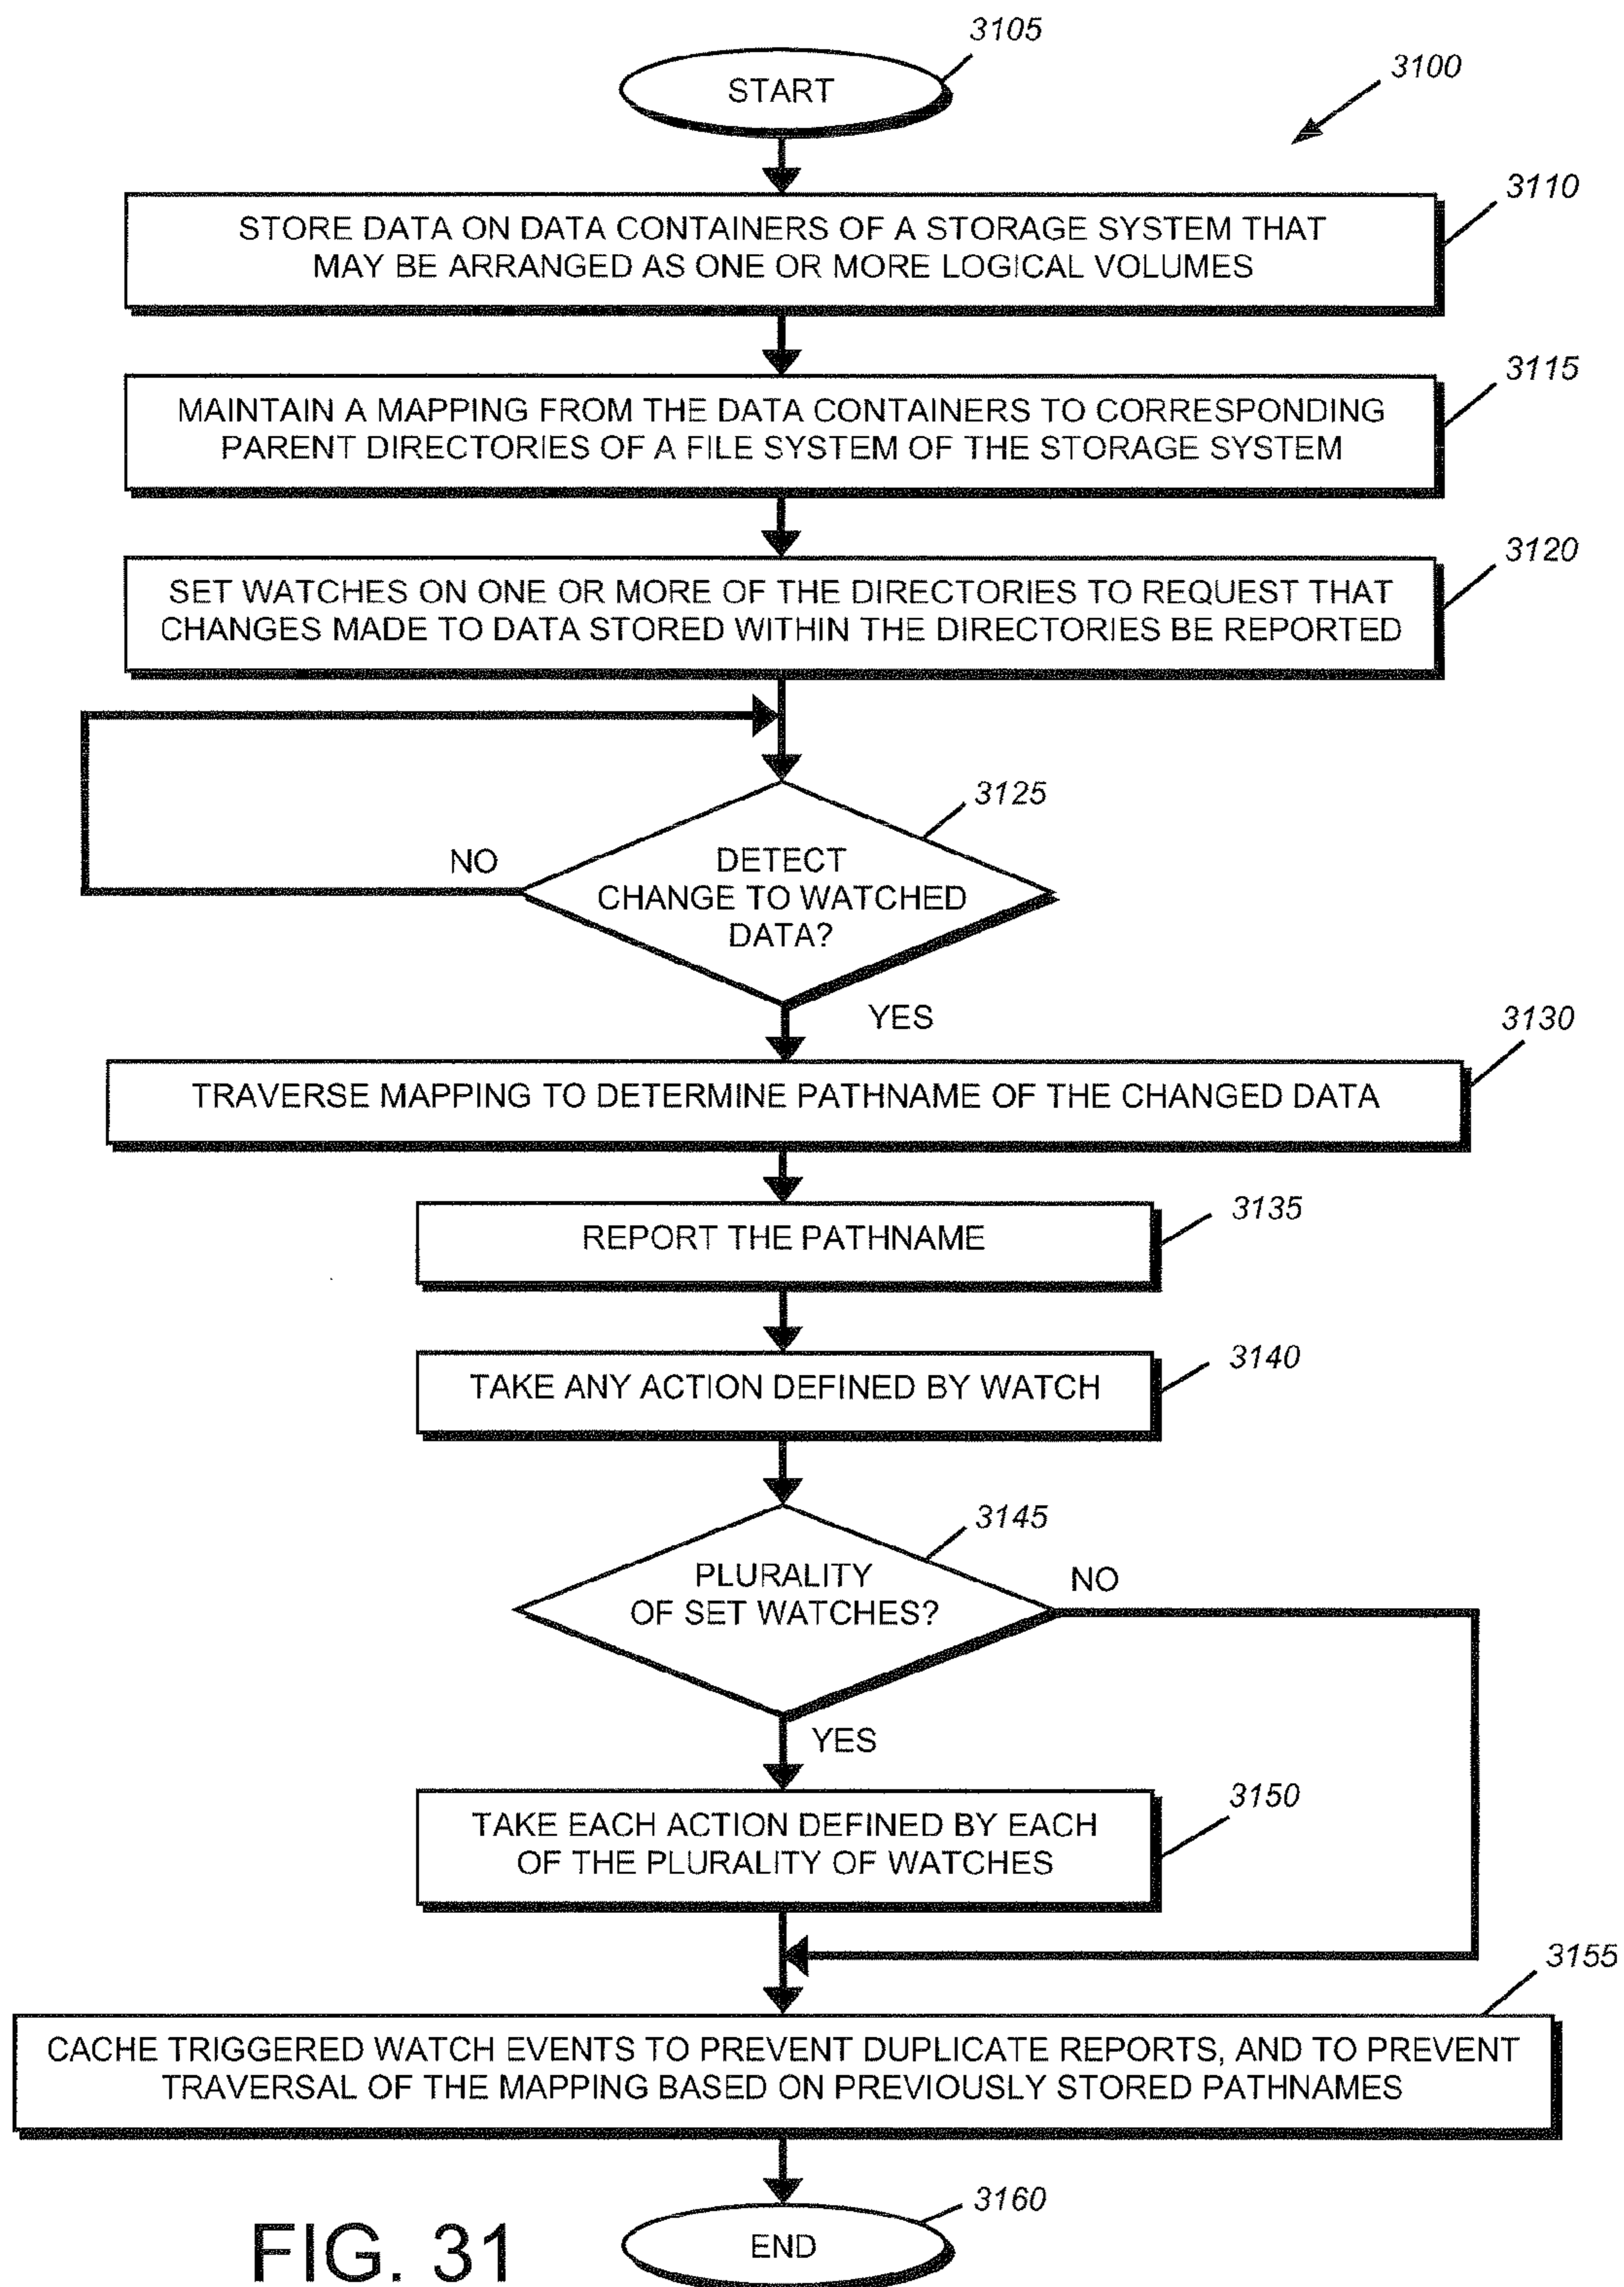 3105
START
3100
3110
STORE DATA ON DATA CONTAINERS OF A STORAGE SYSTEM THAT
MAY BE ARRANGED AS ONE OR MORE LOGICAL VOLUMES
3115
MAINTAIN A MAPPING FROM THE DATA CONTAINERS TO CORRESPONDING
PARENT DIRECTORIES OF A FILE SYSTEM OF THE STORAGE SYSTEM
3120
SET WATCHES ON ONE OR MORE OF THE DIRECTORIES TO REQUEST THAT
CHANGES MADE TO DATA STORED WITHIN THE DIRECTORIES BE REPORTED
3125
NO
DETECT
CHANGE TO WATCHED
DATA?
YES
3130
TRAVERSE MAPPING TO DETERMINE PATHNAME OF THE CHANGED DATA
3135
REPORT THE PATHNAME
3140
TAKE ANY ACTION DEFINED BY WATCH
3145
PLURALITY
OF SET WATCHES?
NO
YES
3150
TAKE EACH ACTION DEFINED BY EACH
OF THE PLURALITY OF WATCHES
3155
CACHE TRIGGERED WATCH EVENTS TO PREVENT DUPLICATE REPORTS, AND TO PREVENT
TRAVERSAL OF THE MAPPING BASED ON PREVIOUSLY STORED PATHNAMES
3160
END
FIG. 31